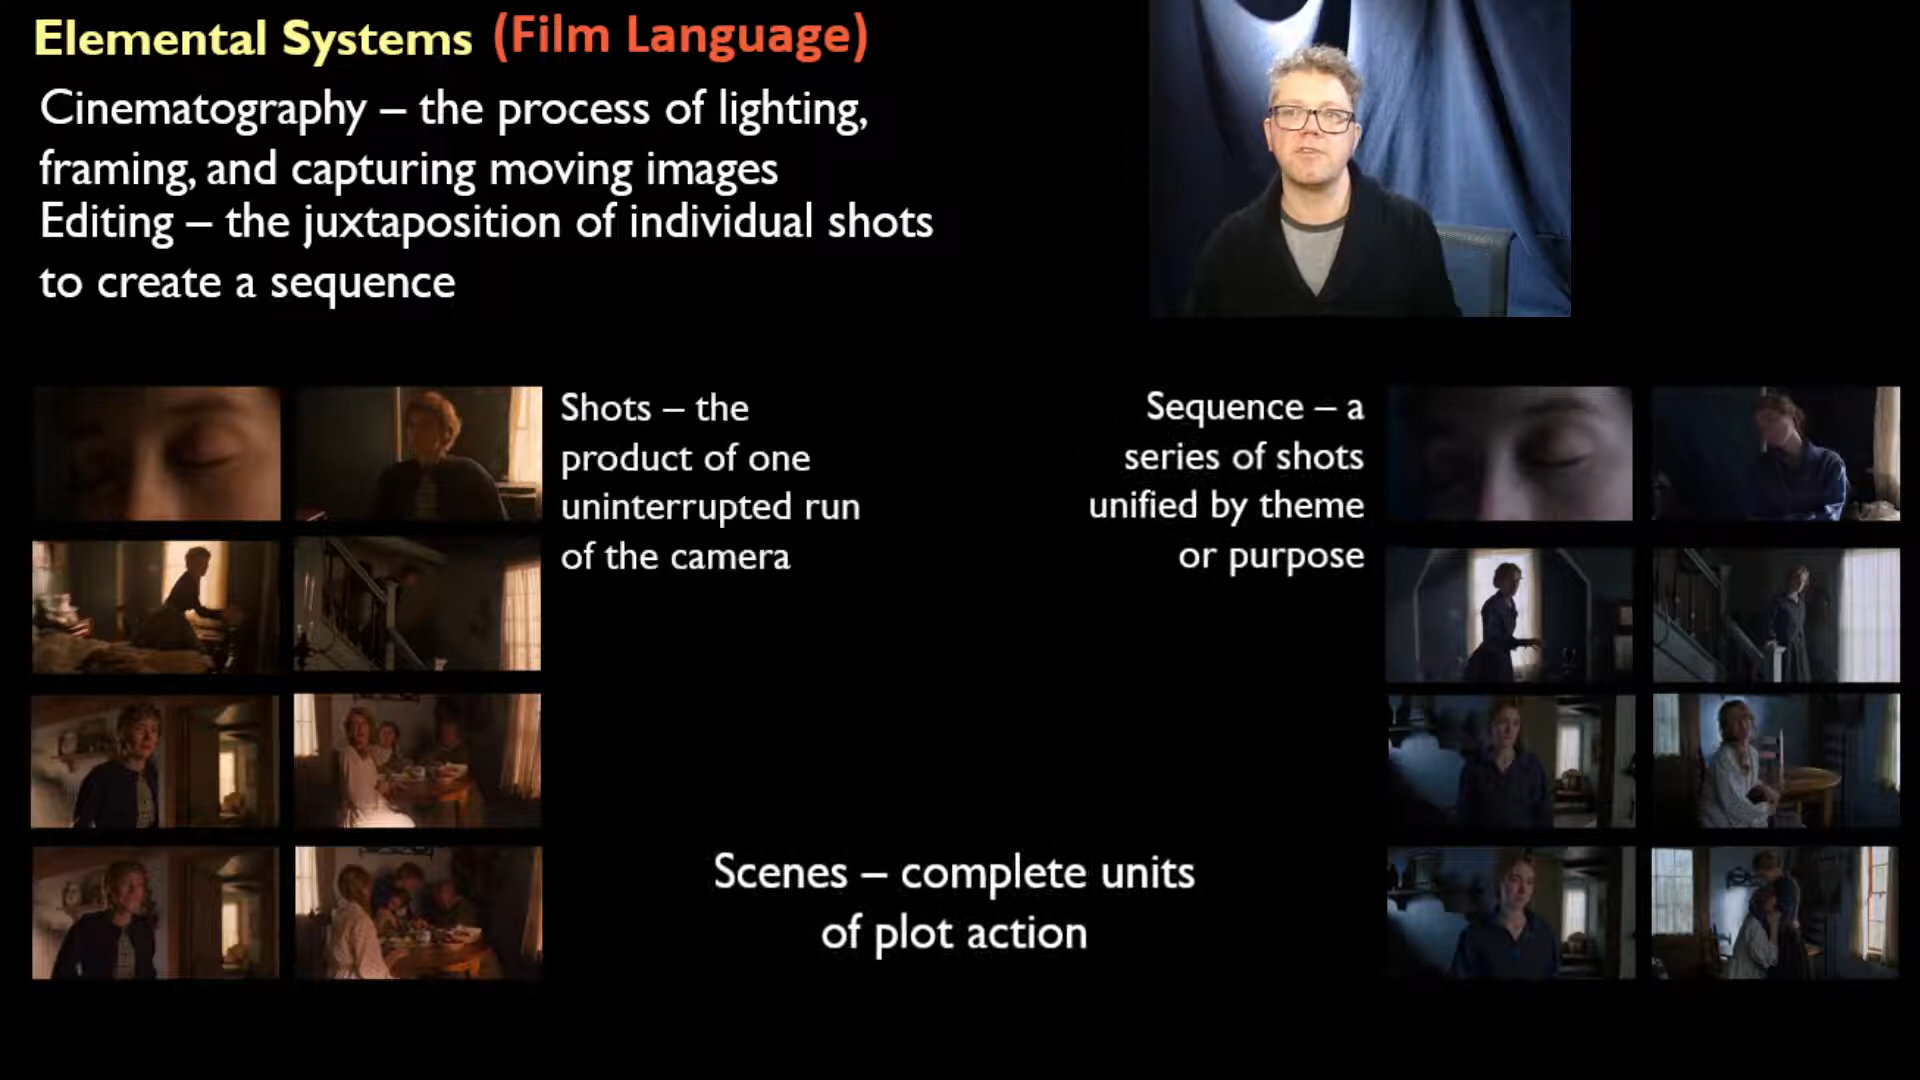 Elemental Systems (Film Language)
Cinematography – the process of lighting,
framing, and capturing moving images
Editing – the juxtaposition of individual shots
to create a sequence
Shots – the
product of one
uninterrupted run
of the camera
Sequence – a
series of shots
unified by theme
or purpose
Scenes – complete units
of plot action